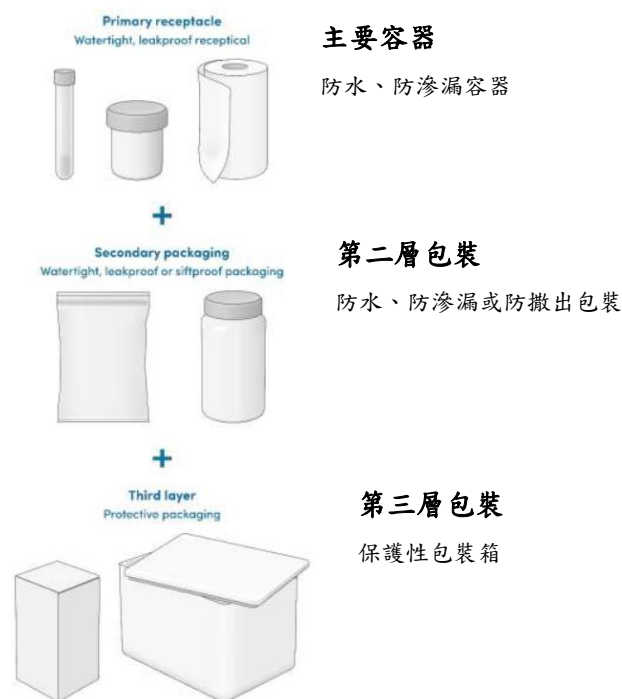 Primary receptacle
Watertight, leakproof receptical
主要容器
防水、防滲漏容器
+
Secondary packaging
Watertight, leakproof or siftproof packaging
第二層包裝
防水、防滲漏或防撒出包裝
+
Third layer
Protective packaging
第三層包裝
保護性包裝箱